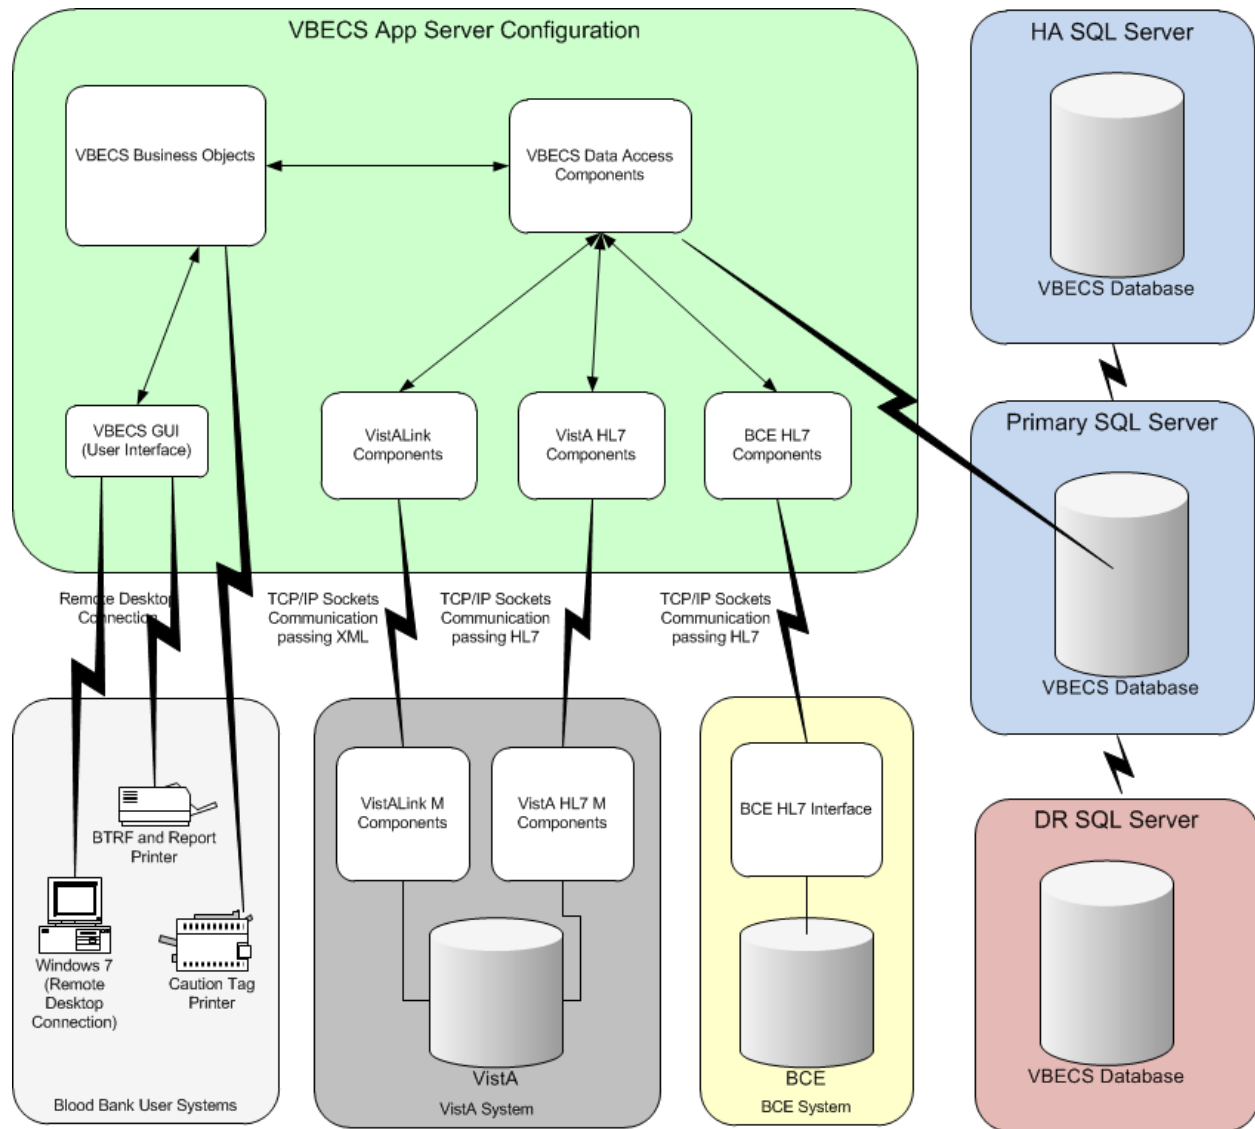 VBECS App Server Configuration
VBECS Business Objects
VBECS Data Access
Components
VBECS GUI
(User Interface)
VistALink
Components
VistA HL7
Components
BCE HL7
Components
HA SQL Server
VBECS Database
Primary SQL Server
VBECS Database
DR SQL Server
VBECS Database
Remote Desktop
Connection
TCP/IP Sockets
Communication
passing XML
TCP/IP Sockets
Communication
passing HL7
TCP/IP Sockets
Communication
passing HL7
BTRF and Report
Printer
Windows 7
(Remote
Desktop
Connection)
Caution Tag
Printer
Blood Bank User Systems
VistALink M
Components
VistA HL7 M
Components
VistA
VistA System
BCE HL7 Interface
BCE
BCE System